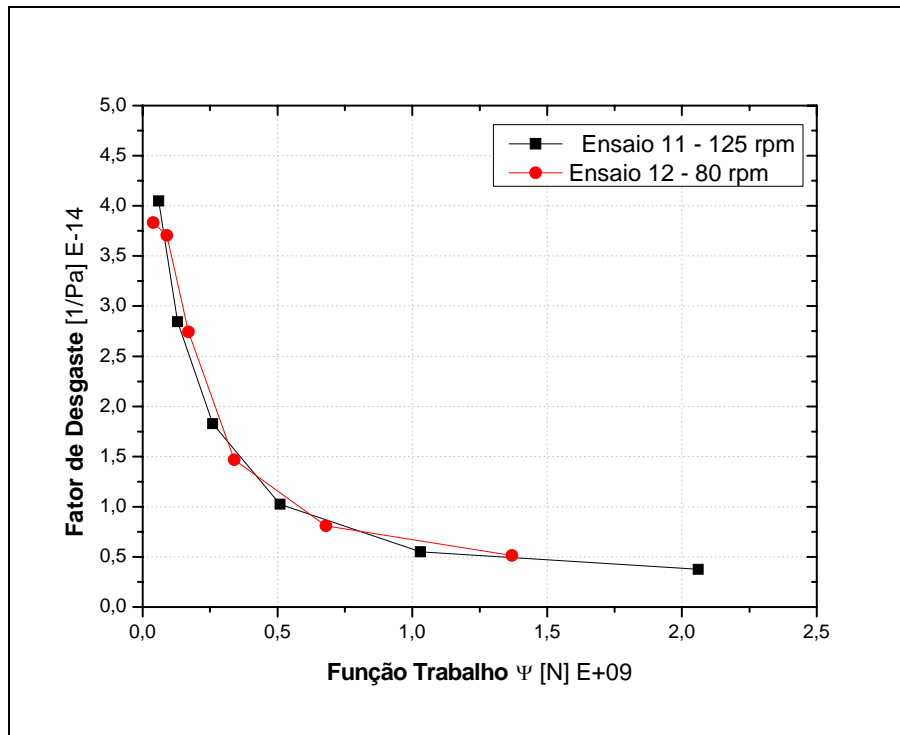 5,0
4,5
4,0
3,5
3,0
2,5
2,0
1,5
1,0
0,5
0,0
Fator de Desgaste [1/Pa] E-14
Ensaio 11 - 125 rpm
Ensaio 12 - 80 rpm
0,0 0,5 1,0 1,5 2,0 2,5
Função Trabalho Ψ [N] E+09